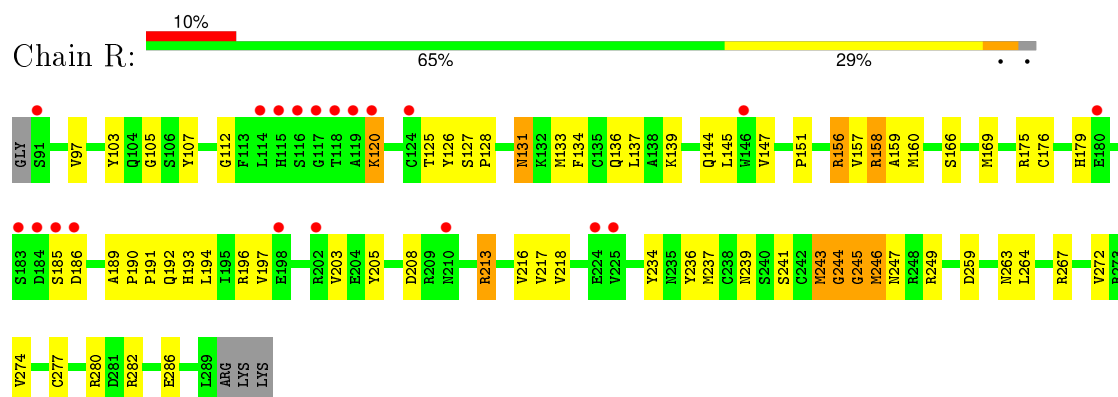 10%
Chain R:
65% 29% • •
GLY S91 V97 Y103 Q104 G105 S106 Y107 G112 F113 L114 H115 S116 G117 T118 A119 K120 C124 T125 Y126 S127 P128 N131 K132 M133 F134 C135 Q136 L137 A138 K139 Q144 L145 W146 V147 P151 R156 V157 R158 A159 M160 S166 M169 R175 C176 H179 E180
S183 D184 S185 D186 A189 P190 P191 Q192 H193 L194 I195 R196 V197 E198 R202 V203 E204 Y205 D208 R209 N210 R213 V216 V217 V218 E224 V225 Y234 N235 Y236 M237 C238 N239 S240 S241 C242 M243 G244 G245 M246 N247 R248 R249 D259 N263 L264 R267 V272 R273
V274 C277 R280 D281 R282 E286 L289 ARG LYS LYS